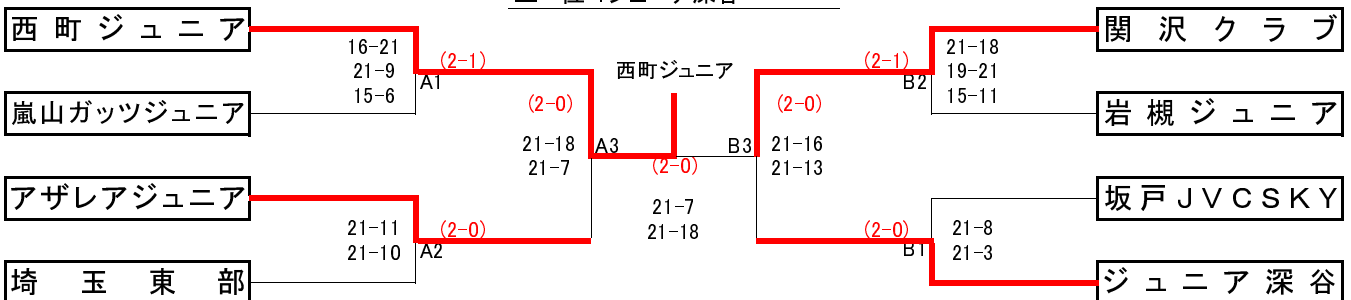 西町ジュニア
16-21
21-9
15-6
(2-1)
A1
嵐山ガッツジュニア
(2-0)
21-18
21-7
A3
アザレアジュニア
21-11
21-10
(2-0)
A2
埼玉東部
西町ジュニア
(2-0)
21-7
21-18
関沢クラブ
21-18
19-21
15-11
(2-1)
B2
岩槻ジュニア
(2-0)
21-16
21-13
B3
坂戸JVCSKY
21-8
21-3
(2-0)
B1
ジュニア深谷